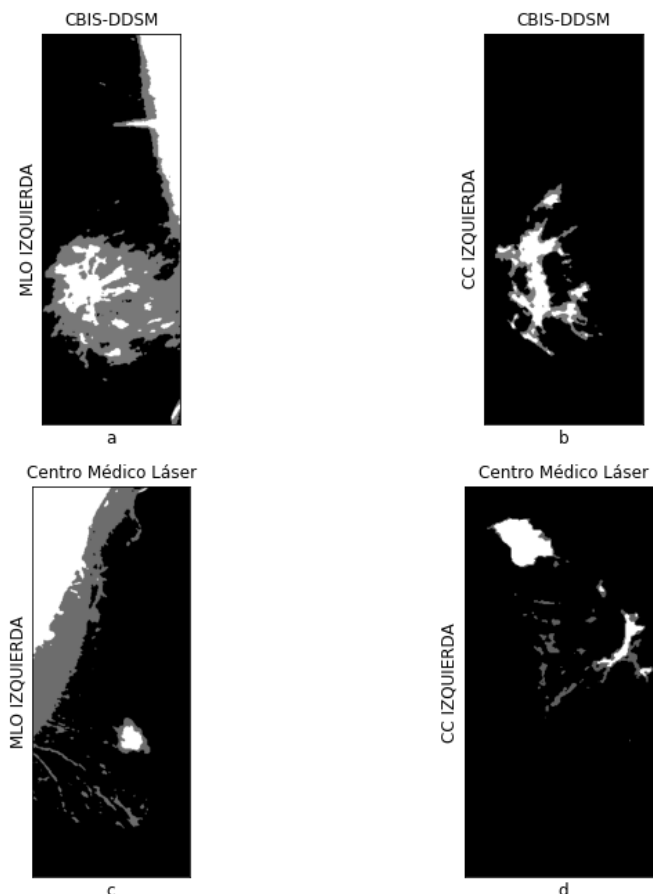 CBIS-DDSM
MLO IZQUIERDA
a
CBIS-DDSM
CC IZQUIERDA
b
Centro Médico Láser
MLO IZQUIERDA
c
Centro Médico Láser
CC IZQUIERDA
d